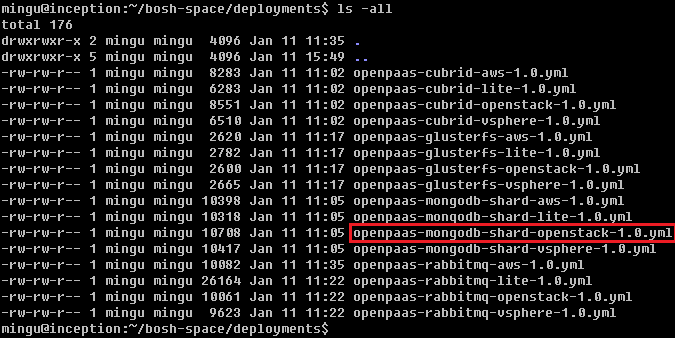 mingu@inception:~/bosh-space/deployments$ ls -all
total 176
drwxrwxr-x 2 mingu mingu  4096 Jan 11 11:35 .
drwxrwxr-x 5 mingu mingu  4096 Jan 11 15:49 ..
-rw-rw-r-- 1 mingu mingu  8283 Jan 11 11:02 openpaas-cubrid-aws-1.0.yml
-rw-rw-r-- 1 mingu mingu  6283 Jan 11 11:02 openpaas-cubrid-lite-1.0.yml
-rw-rw-r-- 1 mingu mingu  8551 Jan 11 11:02 openpaas-cubrid-openstack-1.0.yml
-rw-rw-r-- 1 mingu mingu  6510 Jan 11 11:02 openpaas-cubrid-vsphere-1.0.yml
-rw-rw-r-- 1 mingu mingu  2620 Jan 11 11:17 openpaas-glusterfs-aws-1.0.yml
-rw-rw-r-- 1 mingu mingu  2782 Jan 11 11:17 openpaas-glusterfs-lite-1.0.yml
-rw-rw-r-- 1 mingu mingu  2600 Jan 11 11:17 openpaas-glusterfs-openstack-1.0.yml
-rw-rw-r-- 1 mingu mingu  2665 Jan 11 11:17 openpaas-glusterfs-vsphere-1.0.yml
-rw-rw-r-- 1 mingu mingu 10398 Jan 11 11:05 openpaas-mongodb-shard-aws-1.0.yml
-rw-rw-r-- 1 mingu mingu 10318 Jan 11 11:05 openpaas-mongodb-shard-lite-1.0.yml
-rw-rw-r-- 1 mingu mingu 10708 Jan 11 11:05 openpaas-mongodb-shard-openstack-1.0.yml
-rw-rw-r-- 1 mingu mingu 10417 Jan 11 11:05 openpaas-mongodb-shard-vsphere-1.0.yml
-rw-rw-r-- 1 mingu mingu 10082 Jan 11 11:35 openpaas-rabbitmq-aws-1.0.yml
-rw-rw-r-- 1 mingu mingu 26164 Jan 11 11:22 openpaas-rabbitmq-lite-1.0.yml
-rw-rw-r-- 1 mingu mingu 10061 Jan 11 11:22 openpaas-rabbitmq-openstack-1.0.yml
-rw-rw-r-- 1 mingu mingu  9623 Jan 11 11:22 openpaas-rabbitmq-vsphere-1.0.yml
mingu@inception:~/bosh-space/deployments$